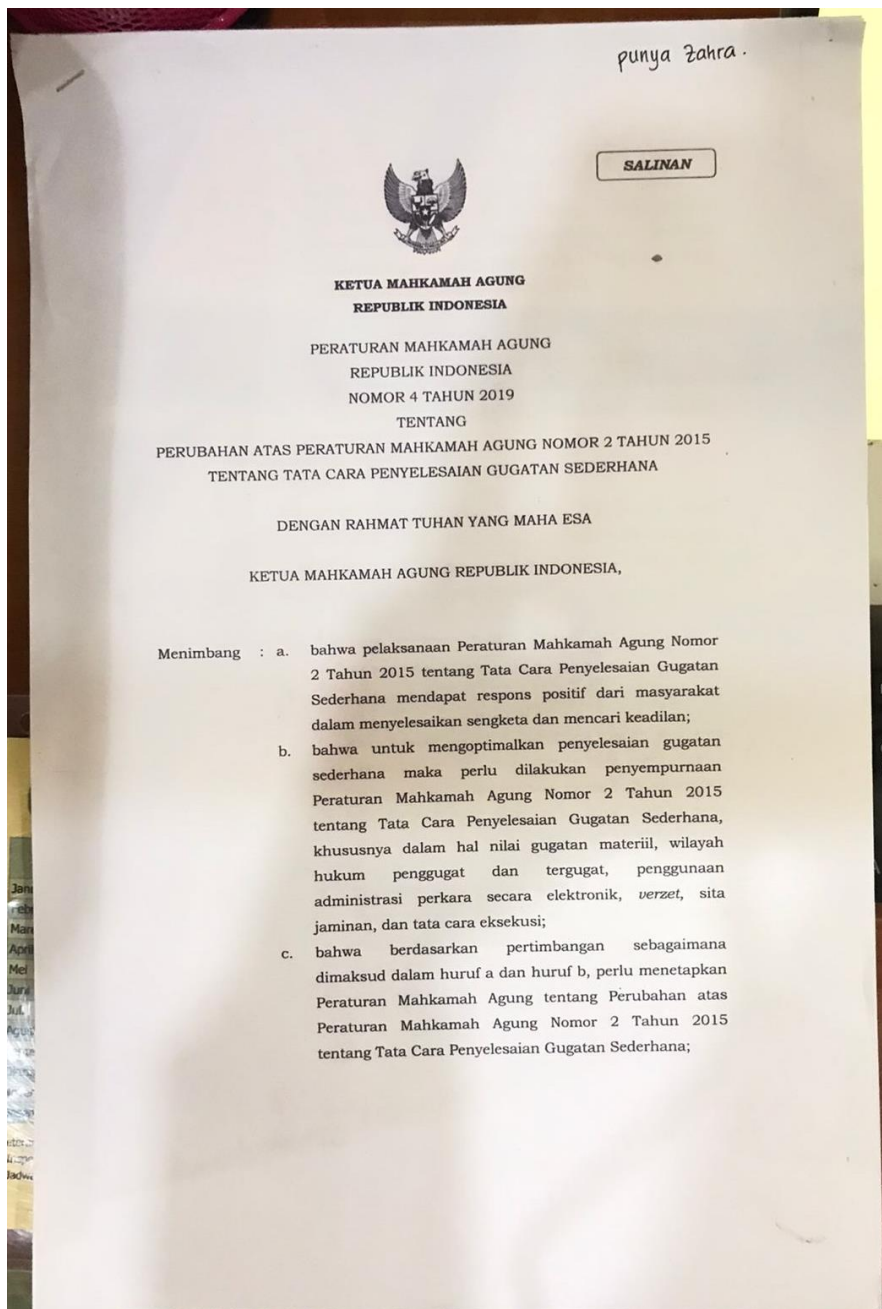 punya Zahra.
SALINAN
KETUA MAHKAMAH AGUNG
REPUBLIK INDONESIA
PERATURAN MAHKAMAH AGUNG
REPUBLIK INDONESIA
NOMOR 4 TAHUN 2019
TENTANG
PERUBAHAN ATAS PERATURAN MAHKAMAH AGUNG NOMOR 2 TAHUN 2015
TENTANG TATA CARA PENYELESAIAN GUGATAN SEDERHANA
DENGAN RAHMAT TUHAN YANG MAHA ESA
KETUA MAHKAMAH AGUNG REPUBLIK INDONESIA,
Menimbang : a. bahwa pelaksanaan Peraturan Mahkamah Agung Nomor
2 Tahun 2015 tentang Tata Cara Penyelesaian Gugatan
Sederhana mendapat respons positif dari masyarakat
dalam menyelesaikan sengketa dan mencari keadilan;
b. bahwa untuk mengoptimalkan penyelesaian gugatan
sederhana maka perlu dilakukan penyempurnaan
Peraturan Mahkamah Agung Nomor 2 Tahun 2015
tentang Tata Cara Penyelesaian Gugatan Sederhana,
khususnya dalam hal nilai gugatan materiil, wilayah
hukum penggugat dan tergugat, penggunaan
administrasi perkara secara elektronik, verzet, sita
jaminan, dan tata cara eksekusi;
c. bahwa berdasarkan pertimbangan sebagaimana
dimaksud dalam huruf a dan huruf b, perlu menetapkan
Peraturan Mahkamah Agung tentang Perubahan atas
Peraturan Mahkamah Agung Nomor 2 Tahun 2015
tentang Tata Cara Penyelesaian Gugatan Sederhana;
Mei